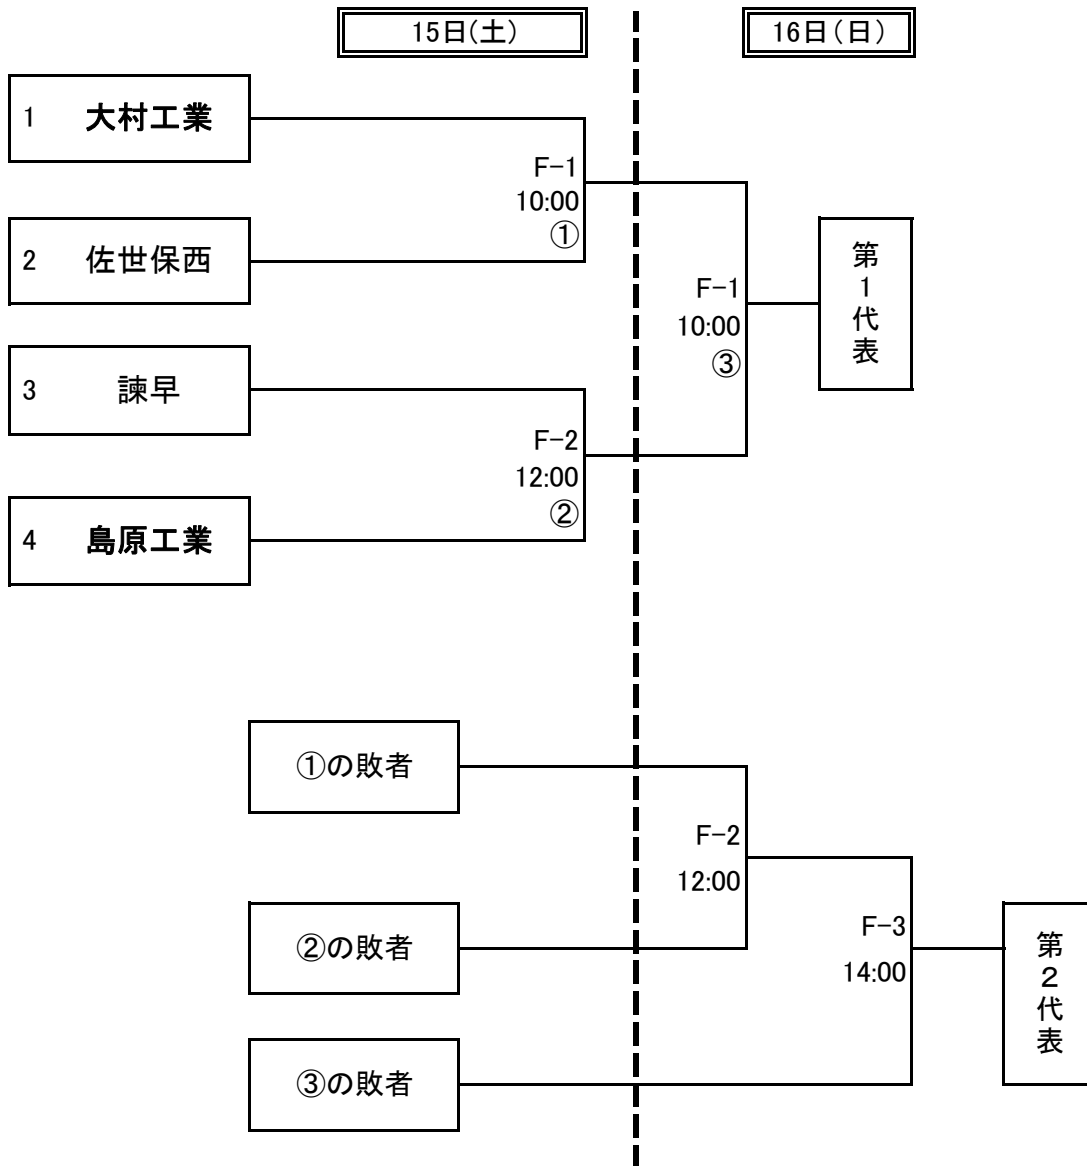 15日(土)
16日(日)
1 大村工業
F-1
10:00
①
2 佐世保西
第1代表
F-1
10:00
③
3 諫早
F-2
12:00
②
4 島原工業
①の敗者
F-2
12:00
②の敗者
F-3
14:00
第2代表
③の敗者